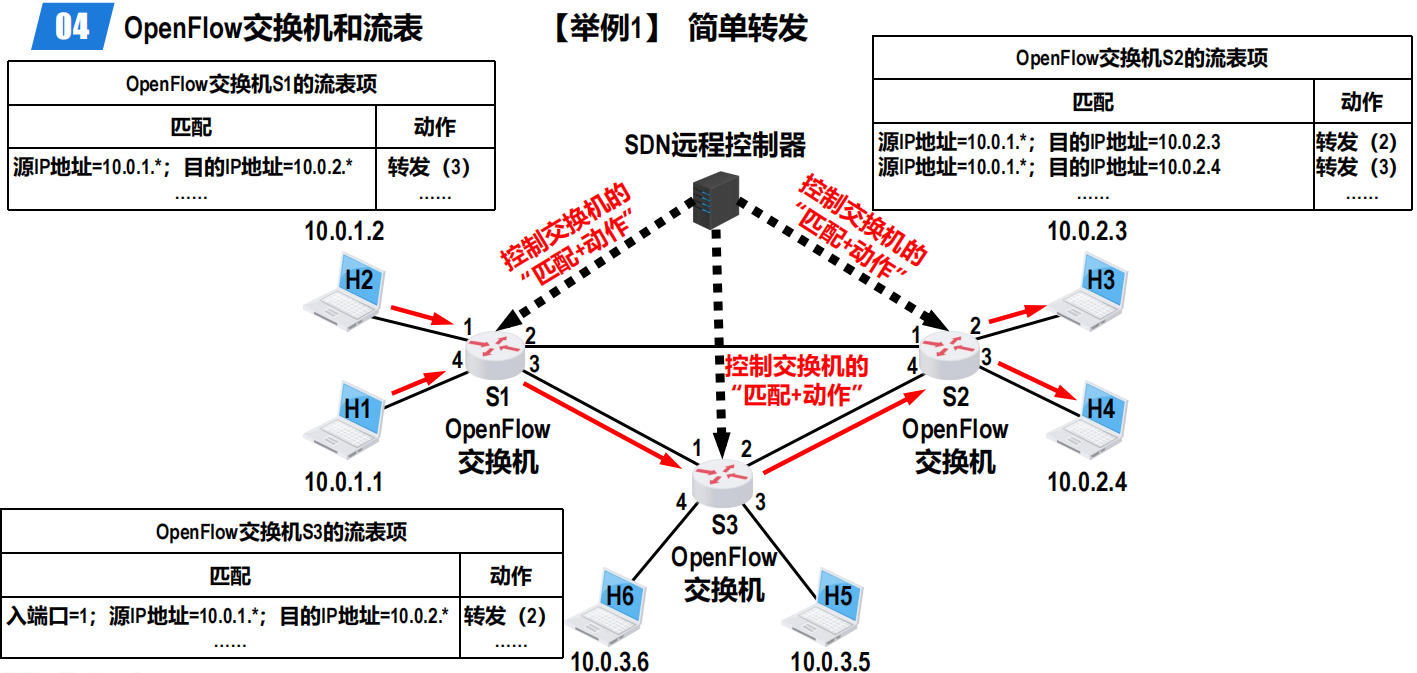 04 OpenFlow交换机和流表 【举例1】 简单转发
OpenFlow交换机S1的流表项
匹配 动作
源IP地址=10.0.1.*；目的IP地址=10.0.2.* 转发（3）
…… ……
OpenFlow交换机S2的流表项
匹配 动作
源IP地址=10.0.1.*；目的IP地址=10.0.2.3 转发（2）
源IP地址=10.0.1.*；目的IP地址=10.0.2.4 转发（3）
…… ……
SDN远程控制器
控制交换机的
“匹配+动作”
控制交换机的
“匹配+动作”
控制交换机的
“匹配+动作”
10.0.1.2
H2
H1
10.0.1.1
1
2
3
4
S1
OpenFlow
交换机
10.0.2.3
H3
H4
10.0.2.4
1
2
3
4
S2
OpenFlow
交换机
1
2
3
4
S3
OpenFlow
交换机
H6
10.0.3.6
H5
10.0.3.5
OpenFlow交换机S3的流表项
匹配 动作
入端口=1；源IP地址=10.0.1.*；目的IP地址=10.0.2.* 转发（2）
…… ……